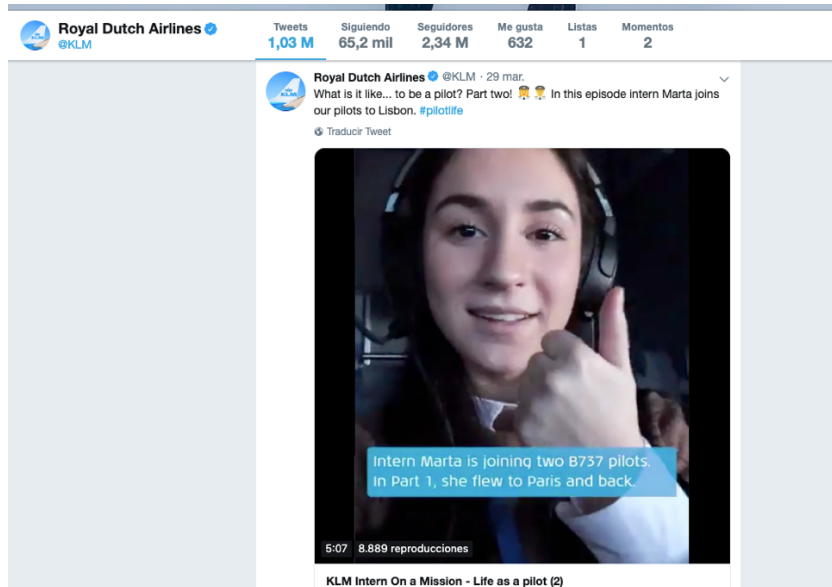 Royal Dutch Airlines
@KLM
Tweets
1,03 M
Siguiendo
65,2 mil
Seguidores
2,34 M
Me gusta
632
Listas
1
Momentos
2
Royal Dutch Airlines @KLM · 29 mar.
What is it like... to be a pilot? Part two! 👩‍✈️ 👨‍✈️ In this episode intern Marta joins
our pilots to Lisbon. #pilotlife
Traducir Tweet
Intern Marta is joining two B737 pilots.
In Part 1, she flew to Paris and back.
5:07 8.889 reproducciones
KLM Intern On a Mission - Life as a pilot (2)